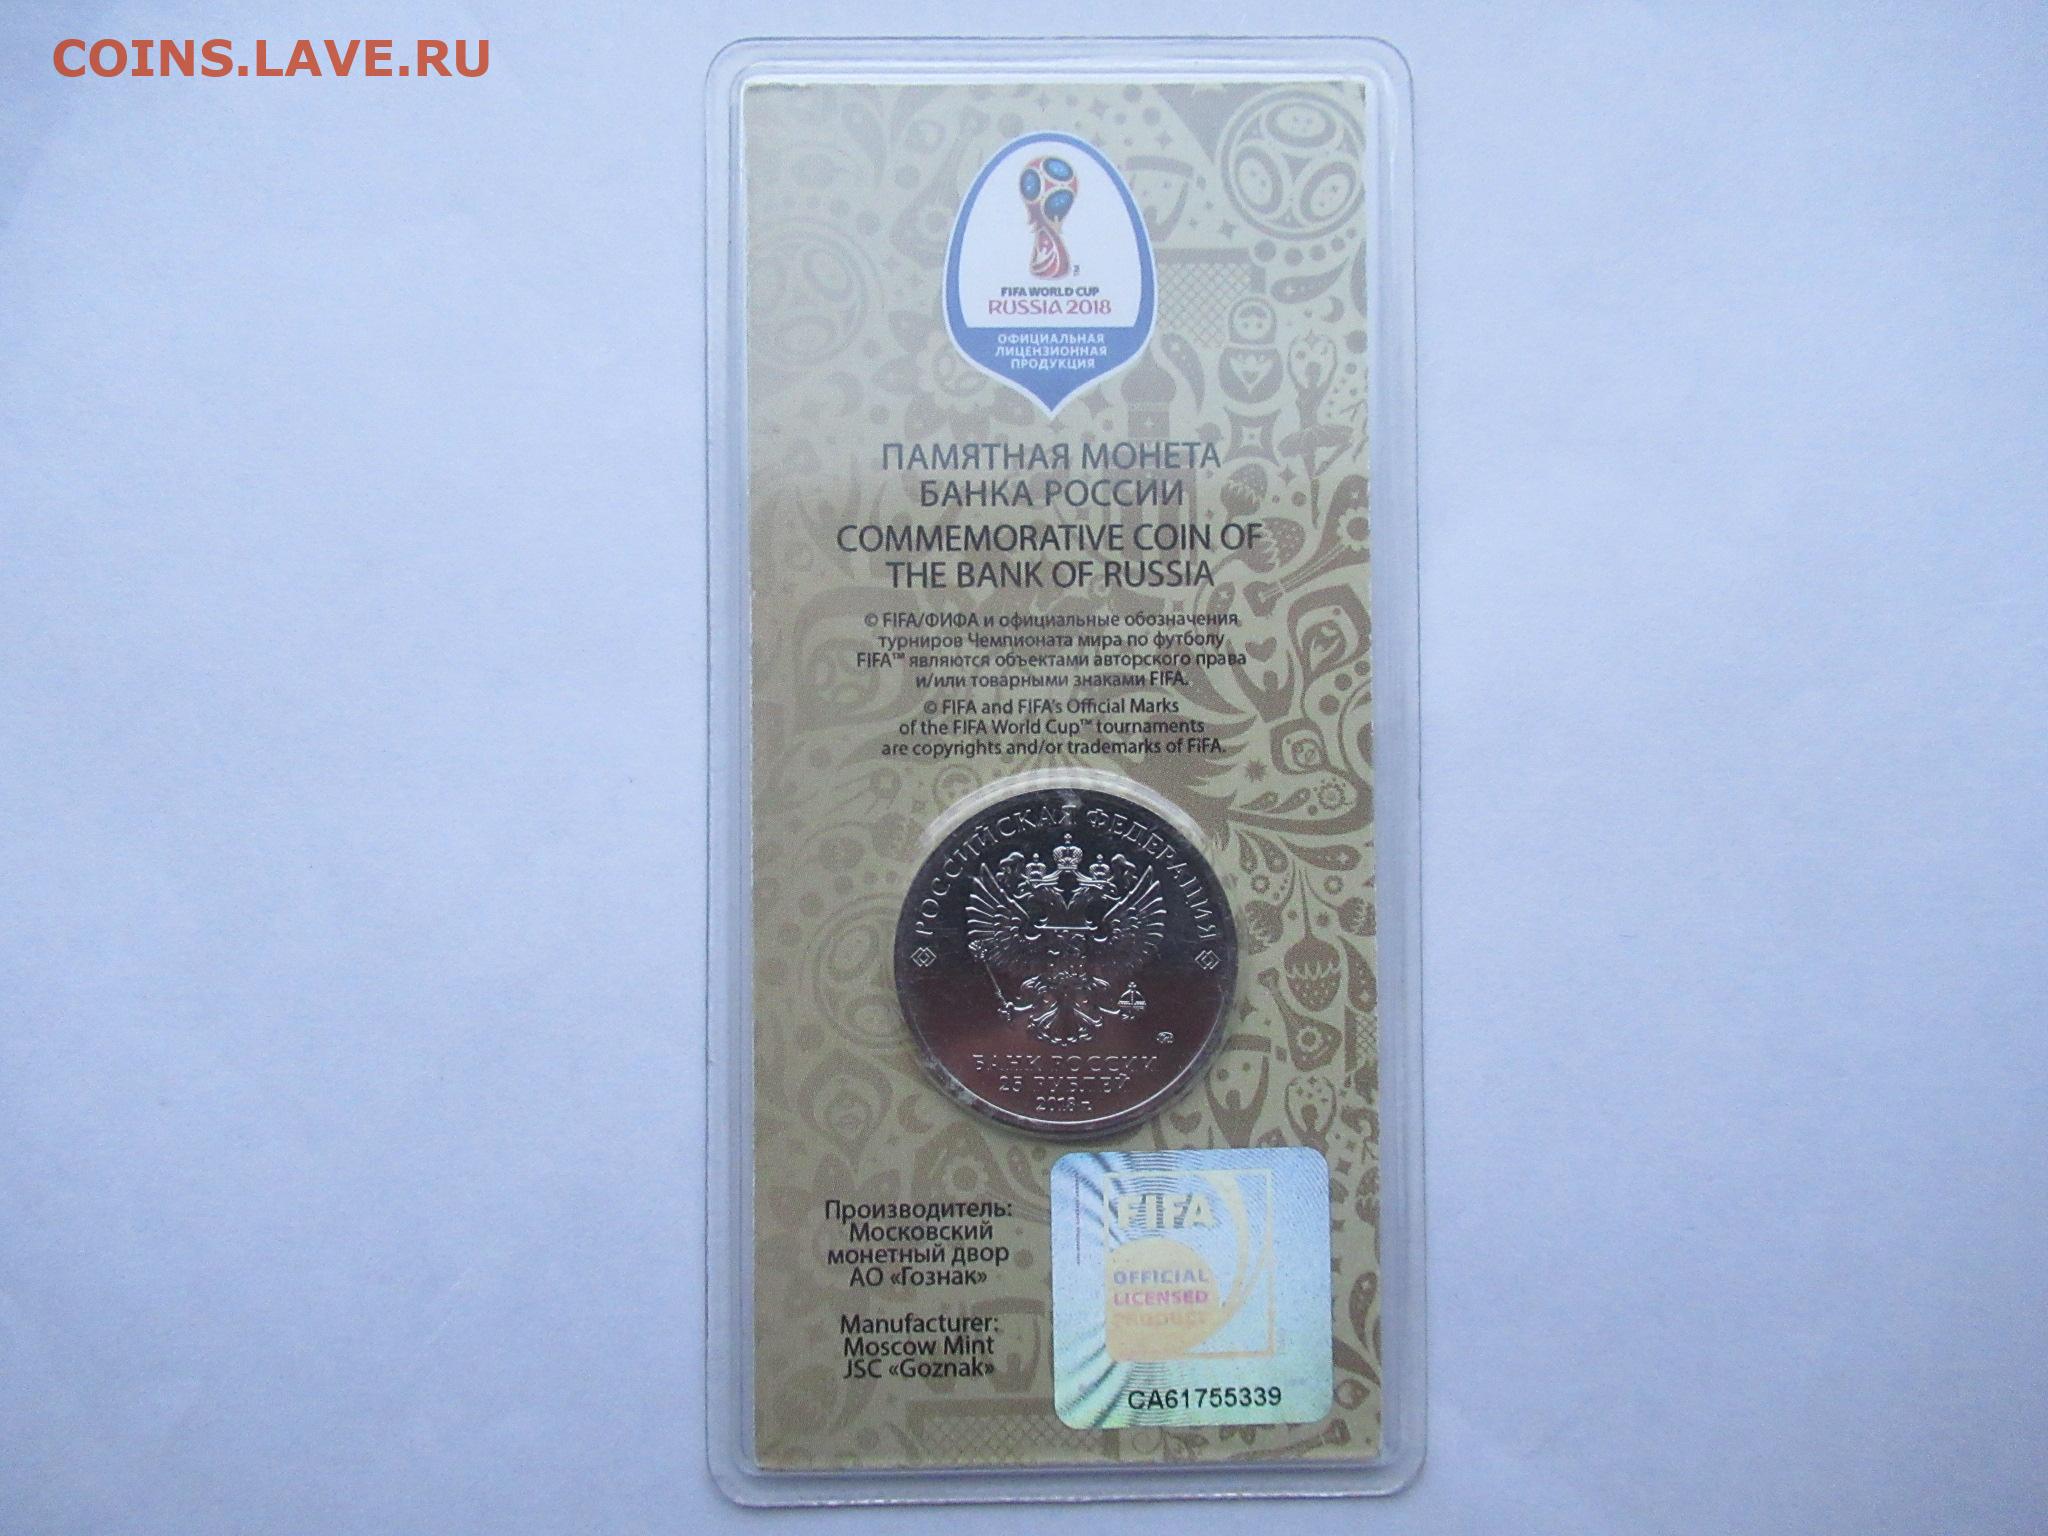 COINS.LAVE.RU
FIFA WORLD CUP
RUSSIA 2018
ОФИЦИАЛЬНАЯ
ЛИЦЕНЗИОННАЯ
ПРОДУКЦИЯ
ПАМЯТНАЯ МОНЕТА
БАНКА РОССИИ
COMMEMORATIVE COIN OF
THE BANK OF RUSSIA
© FIFA/ФИФА и официальные обозначения
турниров Чемпионата мира по футболу
FIFA™ являются объектами авторского права
и/или товарными знаками FIFA.
© FIFA and FIFA's Official Marks
of the FIFA World Cup™ tournaments
are copyrights and/or trademarks of FIFA.
РОССИЙСКАЯ ФЕДЕРАЦИЯ
БАНК РОССИИ
25 РУБЛЕЙ
2018 г.
Производитель:
Московский
монетный двор
АО «Гознак»
Manufacturer:
Moscow Mint
JSC «Goznak»
FIFA
OFFICIAL
LICENSED
PRODUCT
CA61755339